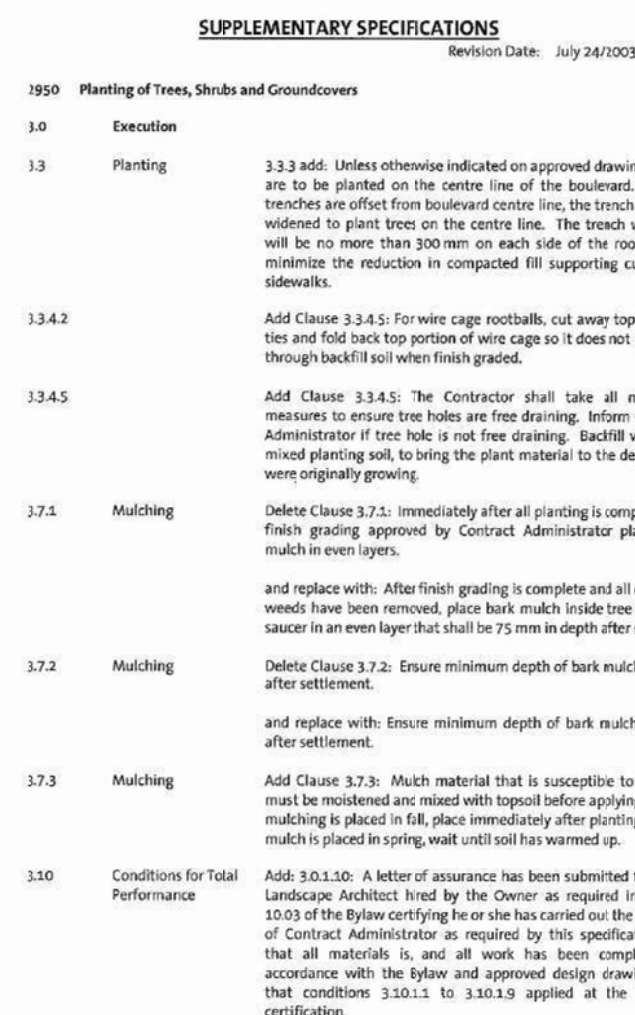 SUPPLEMENTARY SPECIFICATIONS
Revision Date: July 24/2003
2950 Planting of Trees, Shrubs and Groundcovers
3.0 Execution
3.3 Planting 3.3.3 add: Unless otherwise indicated on approved drawin
are to be planted on the centre line of the boulevard.
trenches are offset from boulevard centre line, the trench
widened to plant trees on the centre line. The trench w
will be no more than 300 mm on each side of the roo
minimize the reduction in compacted fill supporting cu
sidewalks.
3.3.4.2 Add Clause 3.3.4.5: For wire cage rootballs, cut away top
ties and fold back top portion of wire cage so it does not
through backfill soil when finish graded.
3.3.4.5 Add Clause 3.3.4.5: The Contractor shall take all n
measures to ensure tree holes are free draining. Inform
Administrator if tree hole is not free draining. Backfill w
mixed planting soil, to bring the plant material to the de
were originally growing.
3.7.1 Mulching Delete Clause 3.7.1: Immediately after all planting is comp
finish grading approved by Contract Administrator pla
mulch in even layers.
and replace with: After finish grading is complete and all
weeds have been removed, place bark mulch inside tree
saucer in an even layer that shall be 75 mm in depth after
3.7.2 Mulching Delete Clause 3.7.2: Ensure minimum depth of bark mulch
after settlement.
and replace with: Ensure minimum depth of bark mulch
after settlement.
3.7.3 Mulching Add Clause 3.7.3: Mulch material that is susceptible to
must be moistened and mixed with topsoil before applying
mulching is placed in fall, place immediately after planting
mulch is placed in spring, wait until soil has warmed up.
3.10 Conditions for Total Add: 3.0.1.10: A letter of assurance has been submitted
Performance Landscape Architect hired by the Owner as required in
10.03 of the Bylaw certifying he or she has carried out the
of Contract Administrator as required by this specifica
that all materials is, and all work has been compl
accordance with the Bylaw and approved design drawi
that conditions 3.10.1.1 to 3.10.1.9 applied at the
certification.